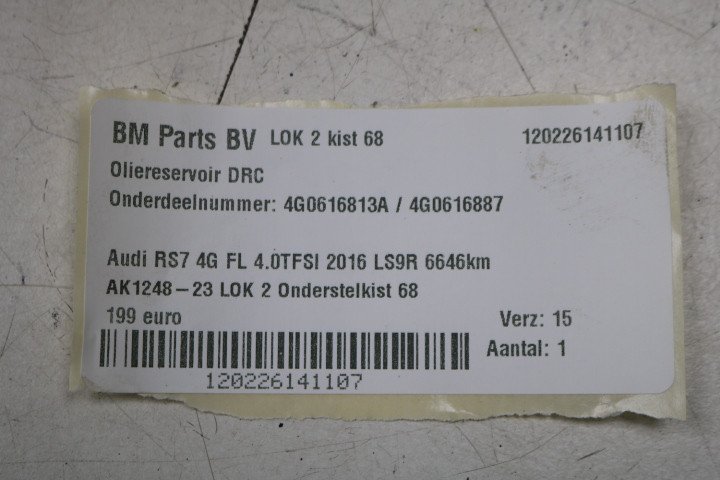 BM Parts BV LOK 2 kist 68 120226141107
Oliereservoir DRC
Onderdeelnummer: 4G0616813A / 4G0616887
Audi RS7 4G FL 4.0TFSI 2016 LS9R 6646km
AK1248-23 LOK 2 Onderstelkist 68
199 euro Verz: 15
Aantal: 1
120226141107